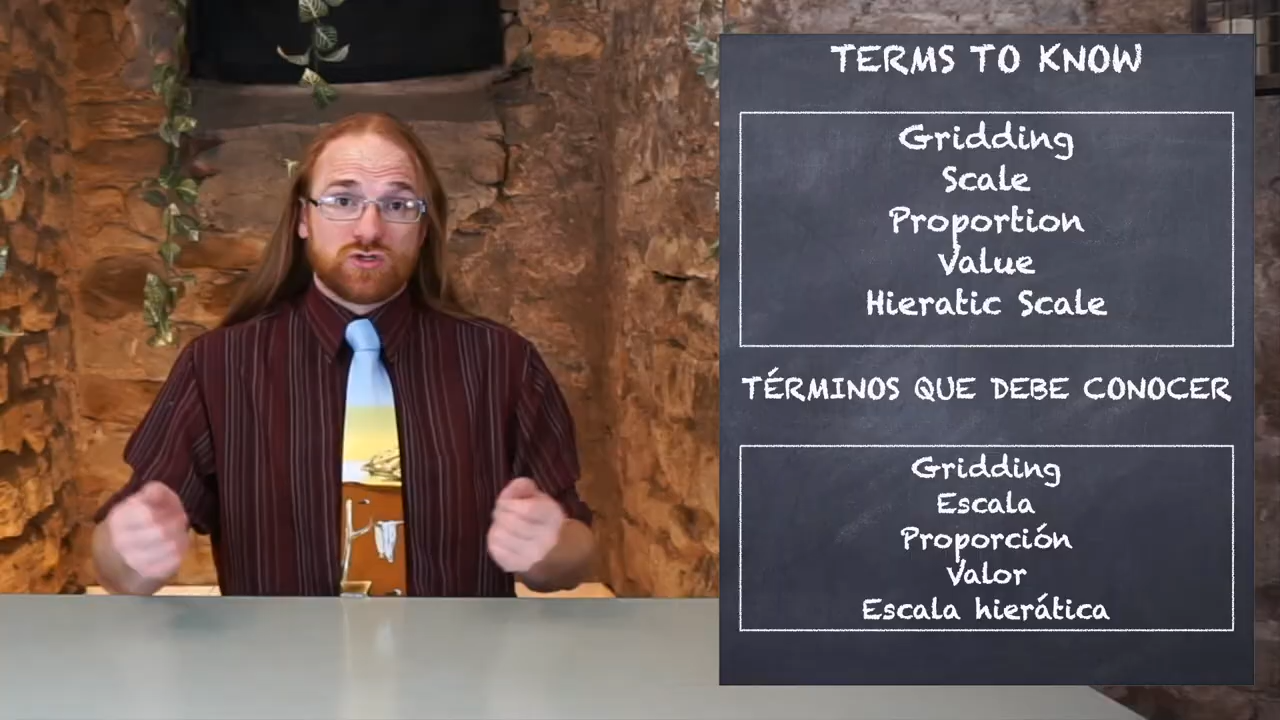 TERMS TO KNOW
Gridding
Scale
Proportion
Value
Hieratic Scale
TÉRMINOS QUE DEBE CONOCER
Gridding
Escala
Proporción
Valor
Escala hierática